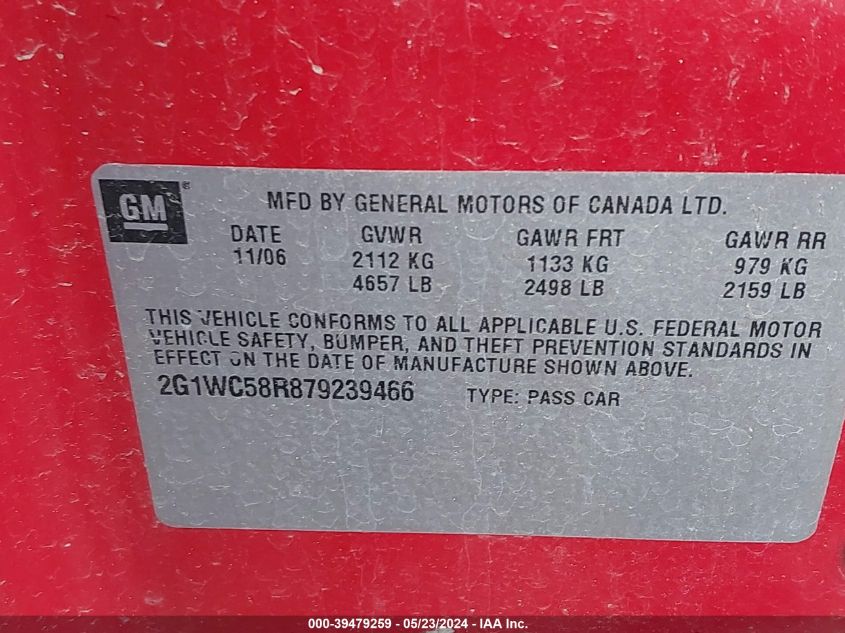 GM ®
MFD BY GENERAL MOTORS OF CANADA LTD.
DATE GVWR GAWR FRT GAWR RR
11/06 2112 KG 1133 KG 979 KG
4657 LB 2498 LB 2159 LB
THIS VEHICLE CONFORMS TO ALL APPLICABLE U.S. FEDERAL MOTOR
VEHICLE SAFETY, BUMPER, AND THEFT PREVENTION STANDARDS IN
EFFECT ON THE DATE OF MANUFACTURE SHOWN ABOVE.
2G1WC58R879239466 TYPE: PASS CAR
000-39479259 - 05/23/2024 - IAA Inc.